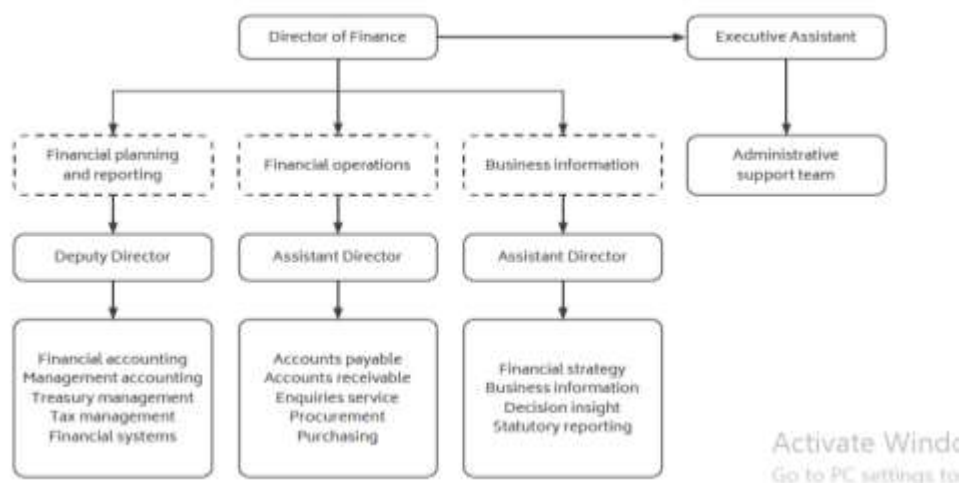 Director of Finance
Executive Assistant
Financial planning
and reporting
Financial operations
Business information
Administrative
support team
Deputy Director
Assistant Director
Assistant Director
Financial accounting
Management accounting
Treasury management
Tax management
Financial systems
Accounts payable
Accounts receivable
Enquiries service
Procurement
Purchasing
Financial strategy
Business information
Decision insight
Statutory reporting
Activate Windo
Go to PC settings to